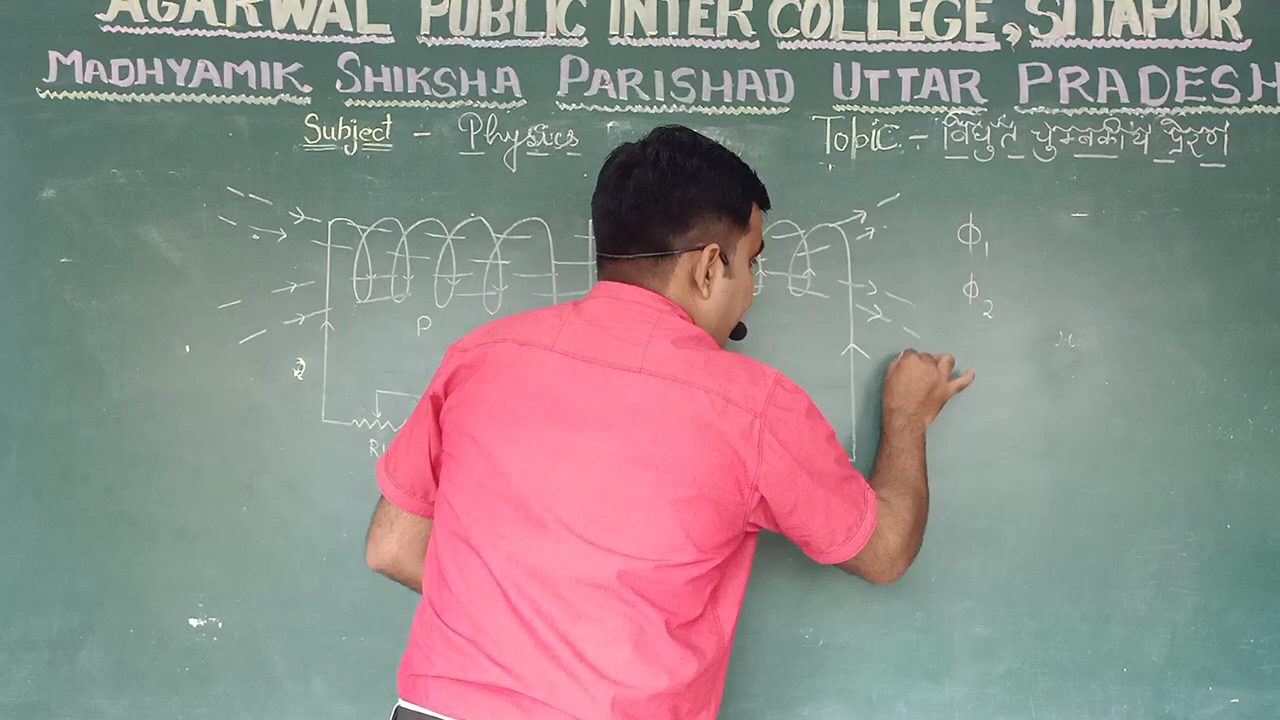 AGARWAL PUBLIC INTER COLLEGE, SITAPUR
MADHYAMIK SHIKSHA PARISHAD UTTAR PRADESH
Subject - Physics Topic - विद्युत चुम्बकीय प्रेरण
ϕ1
ϕ2
P